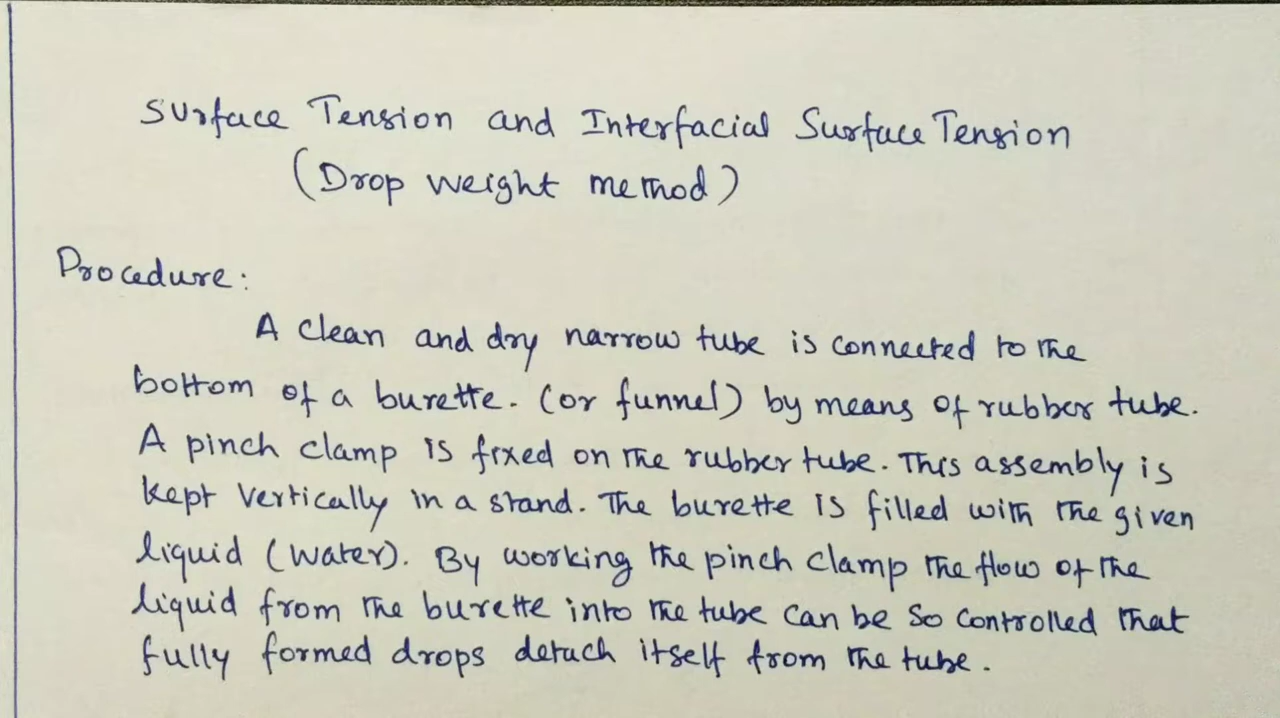 Surface Tension and Interfacial Surface Tension
(Drop weight method)
Procedure:
A clean and dry narrow tube is connected to the
bottom of a burette. (or funnel) by means of rubber tube.
A pinch clamp is fixed on the rubber tube. This assembly is
kept vertically in a stand. The burette is filled with the given
liquid (water). By working the pinch clamp the flow of the
liquid from the burette into the tube can be so controlled that
fully formed drops detach itself from the tube.